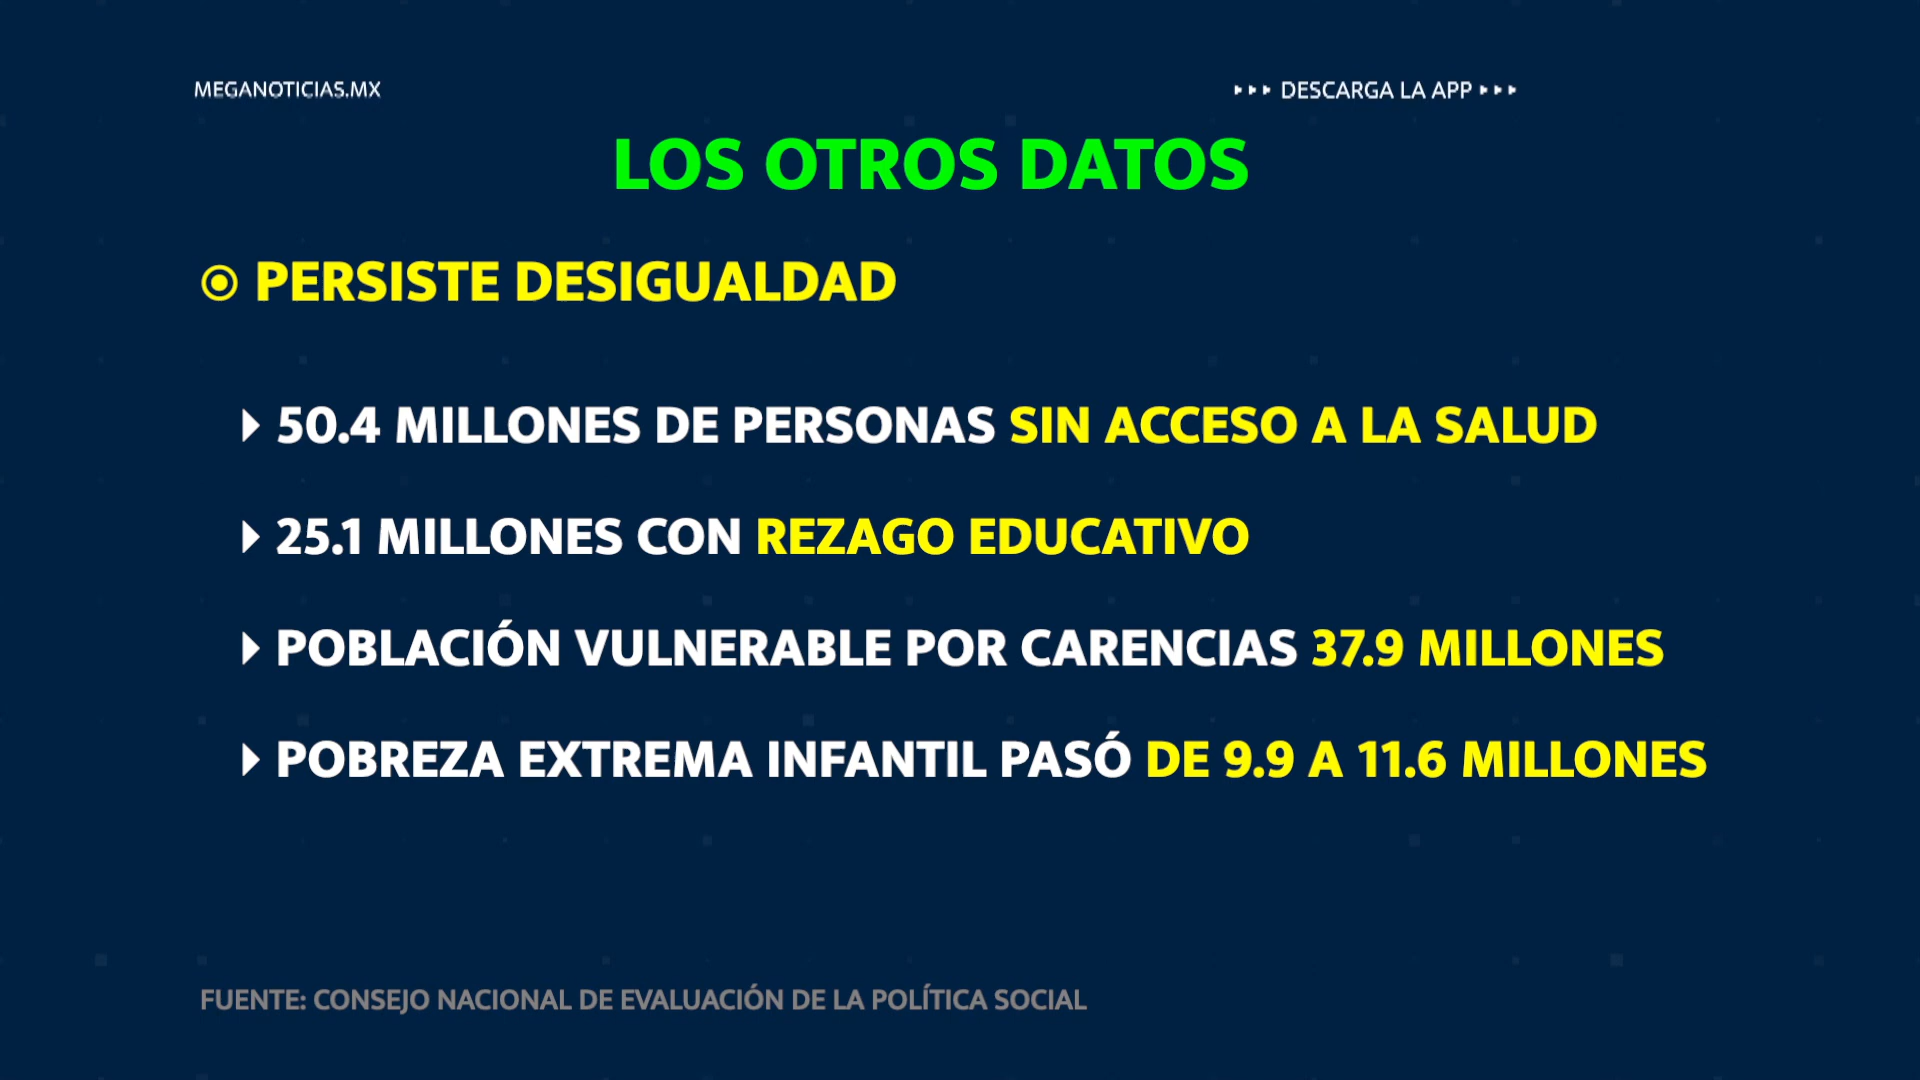 MEGANOTICIAS.MX
DESCARGA LA APP
LOS OTROS DATOS
PERSISTE DESIGUALDAD
50.4 MILLONES DE PERSONAS SIN ACCESO A LA SALUD
25.1 MILLONES CON REZAGO EDUCATIVO
POBLACIÓN VULNERABLE POR CARENCIAS 37.9 MILLONES
POBREZA EXTREMA INFANTIL PASÓ DE 9.9 A 11.6 MILLONES
FUENTE: CONSEJO NACIONAL DE EVALUACIÓN DE LA POLÍTICA SOCIAL